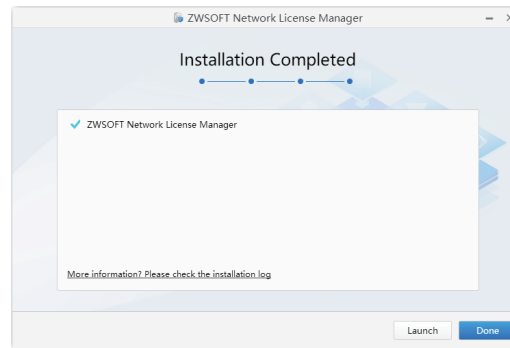 ZWSOFT Network License Manager
Installation Completed
ZWSOFT Network License Manager
More information? Please check the installation log
Launch
Done